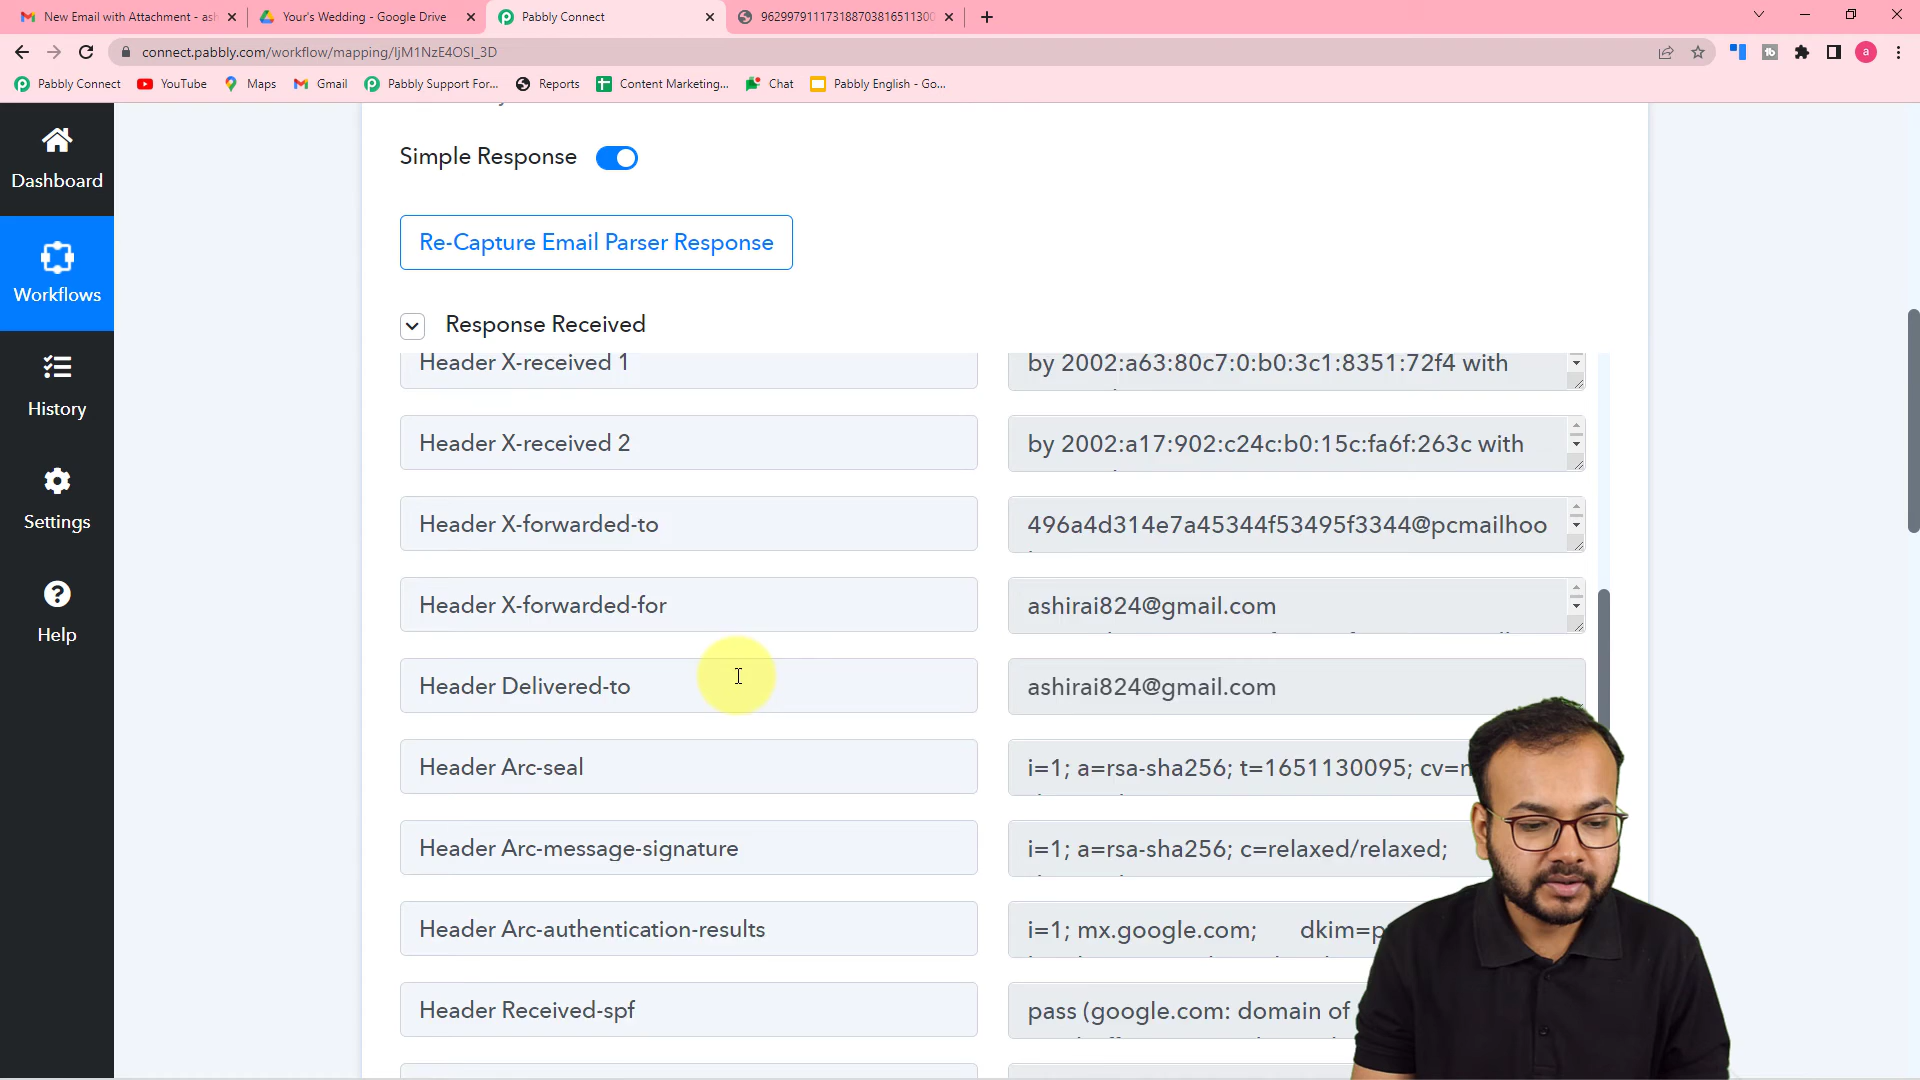 New Email with Attachment - ash
Your's Wedding - Google Drive
Pabbly Connect
connect.pabbly.com/workflow/mapping/IjM1NzE4OSI_3D
Pabbly Connect
YouTube
Maps
Gmail
Pabbly Support For...
Reports
Content Marketing...
Chat
Pabbly English - Go...
a
Dashboard
Workflows
History
Settings
Help
Simple Response
Re-Capture Email Parser Response
Response Received
Header X-received 1
by 2002:a63:80c7:0:b0:3c1:8351:72f4 with
Header X-received 2
by 2002:a17:902:c24c:b0:15c:fa6f:263c with
Header X-forwarded-to
496a4d314e7a45344f53495f3344@pcmailhoo
Header X-forwarded-for
ashirai824@gmail.com
Header Delivered-to
ashirai824@gmail.com
Header Arc-seal
i=1; a=rsa-sha256; t=1651130095; cv=n
Header Arc-message-signature
i=1; a=rsa-sha256; c=relaxed/relaxed;
Header Arc-authentication-results
i=1; mx.google.com; dkim=p
Header Received-spf
pass (google.com: domain of